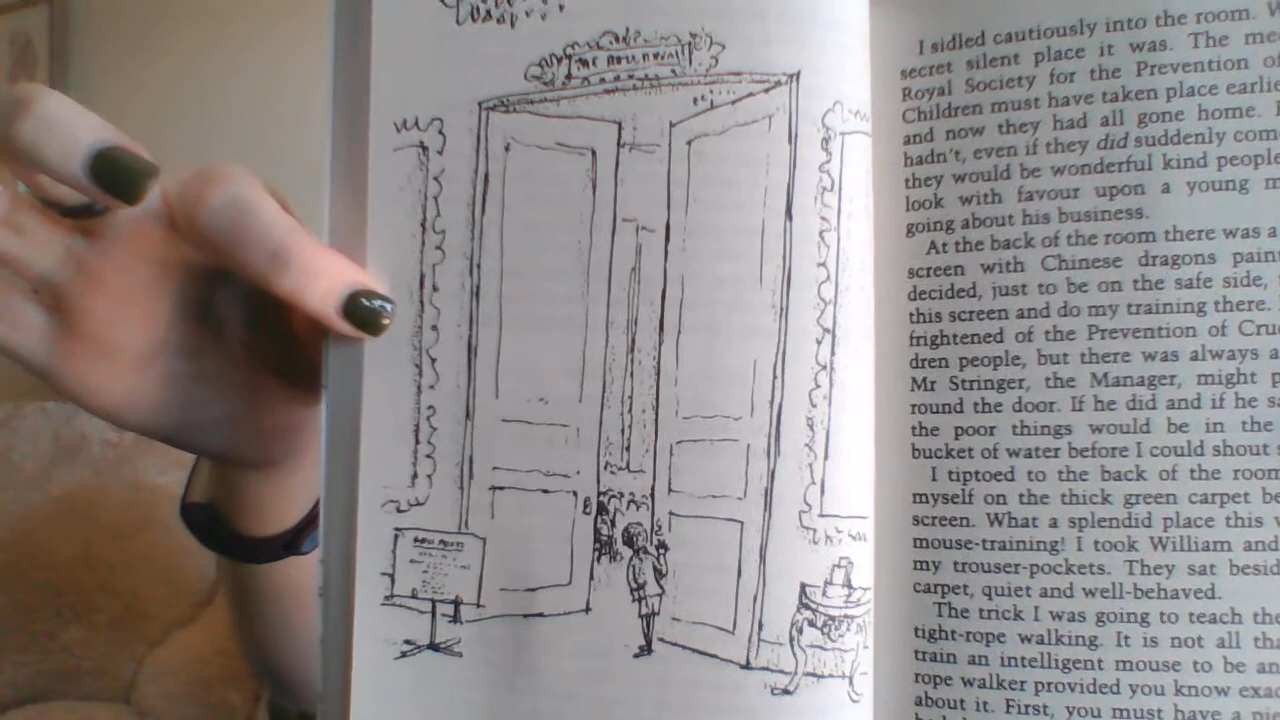 THE BALLROOM
I sidled cautiously into the room. W
secret silent place it was. The me
Royal Society for the Prevention of
Children must have taken place earlie
and now they had all gone home.
hadn't, even if they did suddenly com
they would be wonderful kind people
look with favour upon a young m
going about his business.
At the back of the room there was a
screen with Chinese dragons pain
decided, just to be on the safe side,
this screen and do my training there.
frightened of the Prevention of Crue
dren people, but there was always a
Mr Stringer, the Manager, might p
round the door. If he did and if he sa
the poor things would be in the
bucket of water before I could shout s
I tiptoed to the back of the room
myself on the thick green carpet be
screen. What a splendid place this w
mouse-training! I took William and
my trouser-pockets. They sat besid
carpet, quiet and well-behaved.
The trick I was going to teach the
tight-rope walking. It is not all tha
train an intelligent mouse to be an
rope walker provided you know exac
about it. First, you must have a pie